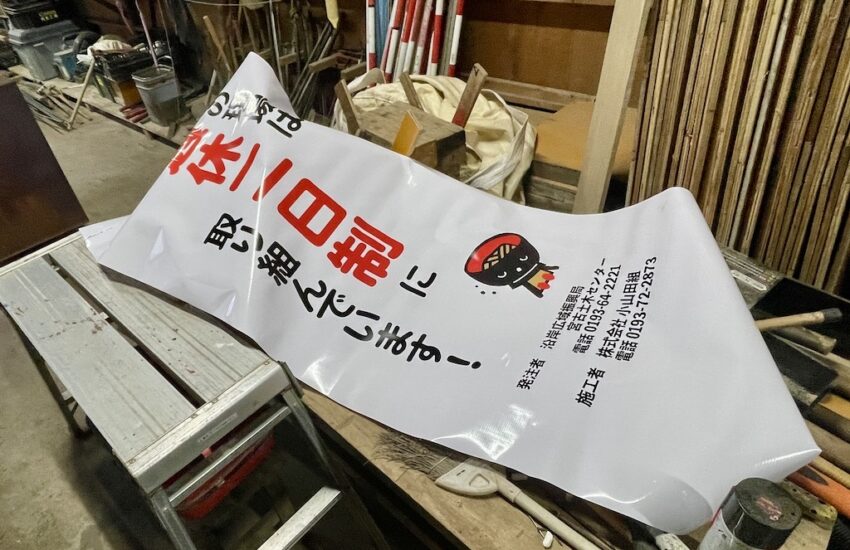 の現場は
週休二日制に
取り組んでいます！
発注者 沿岸広域振興局
宮古土木センター
電話 0193-64-2221
施工者 株式会社 小山田組
電話 0193-72-2873